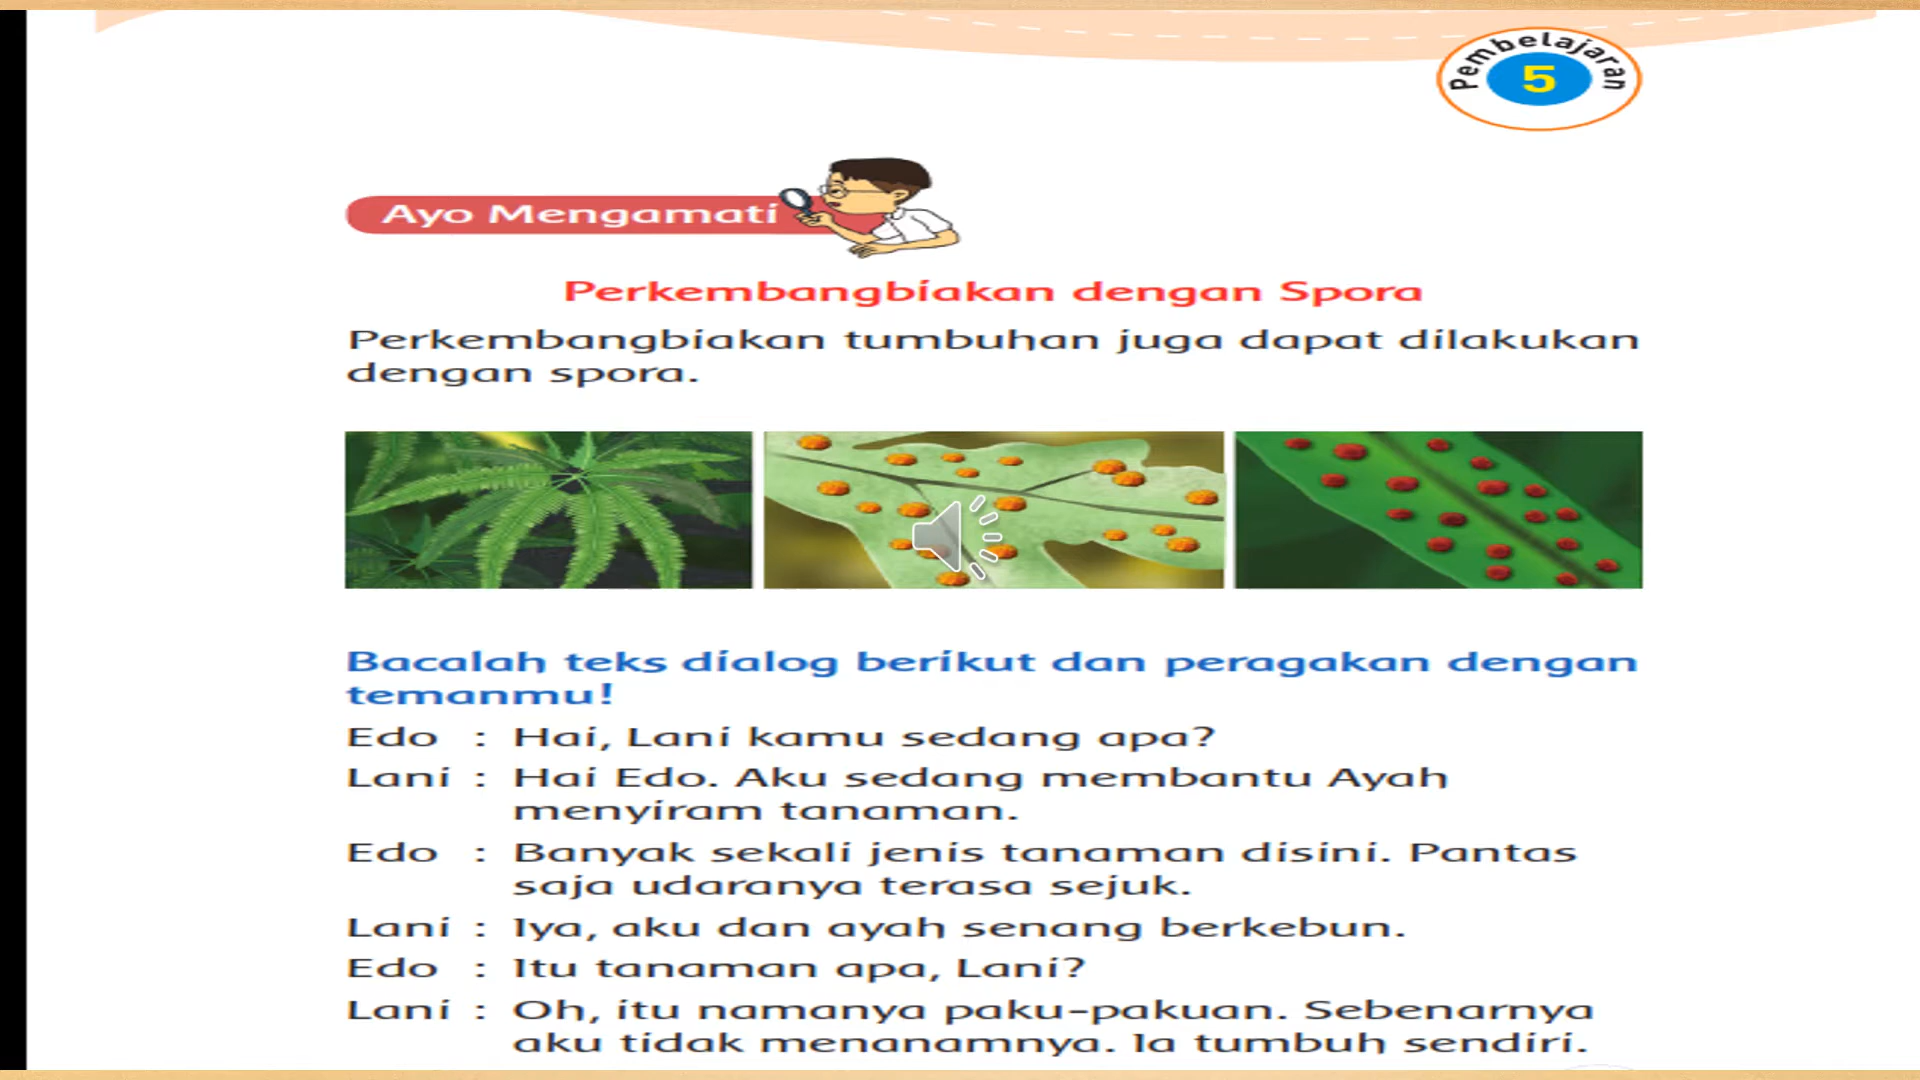 Pembelajaran
5
Ayo Mengamati
Perkembangbiakan dengan Spora
Perkembangbiakan tumbuhan juga dapat dilakukan
dengan spora.
Bacalah teks dialog berikut dan peragakan dengan
temanmu!
Edo : Hai, Lani kamu sedang apa?
Lani : Hai Edo. Aku sedang membantu Ayah
menyiram tanaman.
Edo : Banyak sekali jenis tanaman disini. Pantas
saja udaranya terasa sejuk.
Lani : Iya, aku dan ayah senang berkebun.
Edo : Itu tanaman apa, Lani?
Lani : Oh, itu namanya paku-pakuan. Sebenarnya
aku tidak menanamnya. Ia tumbuh sendiri.